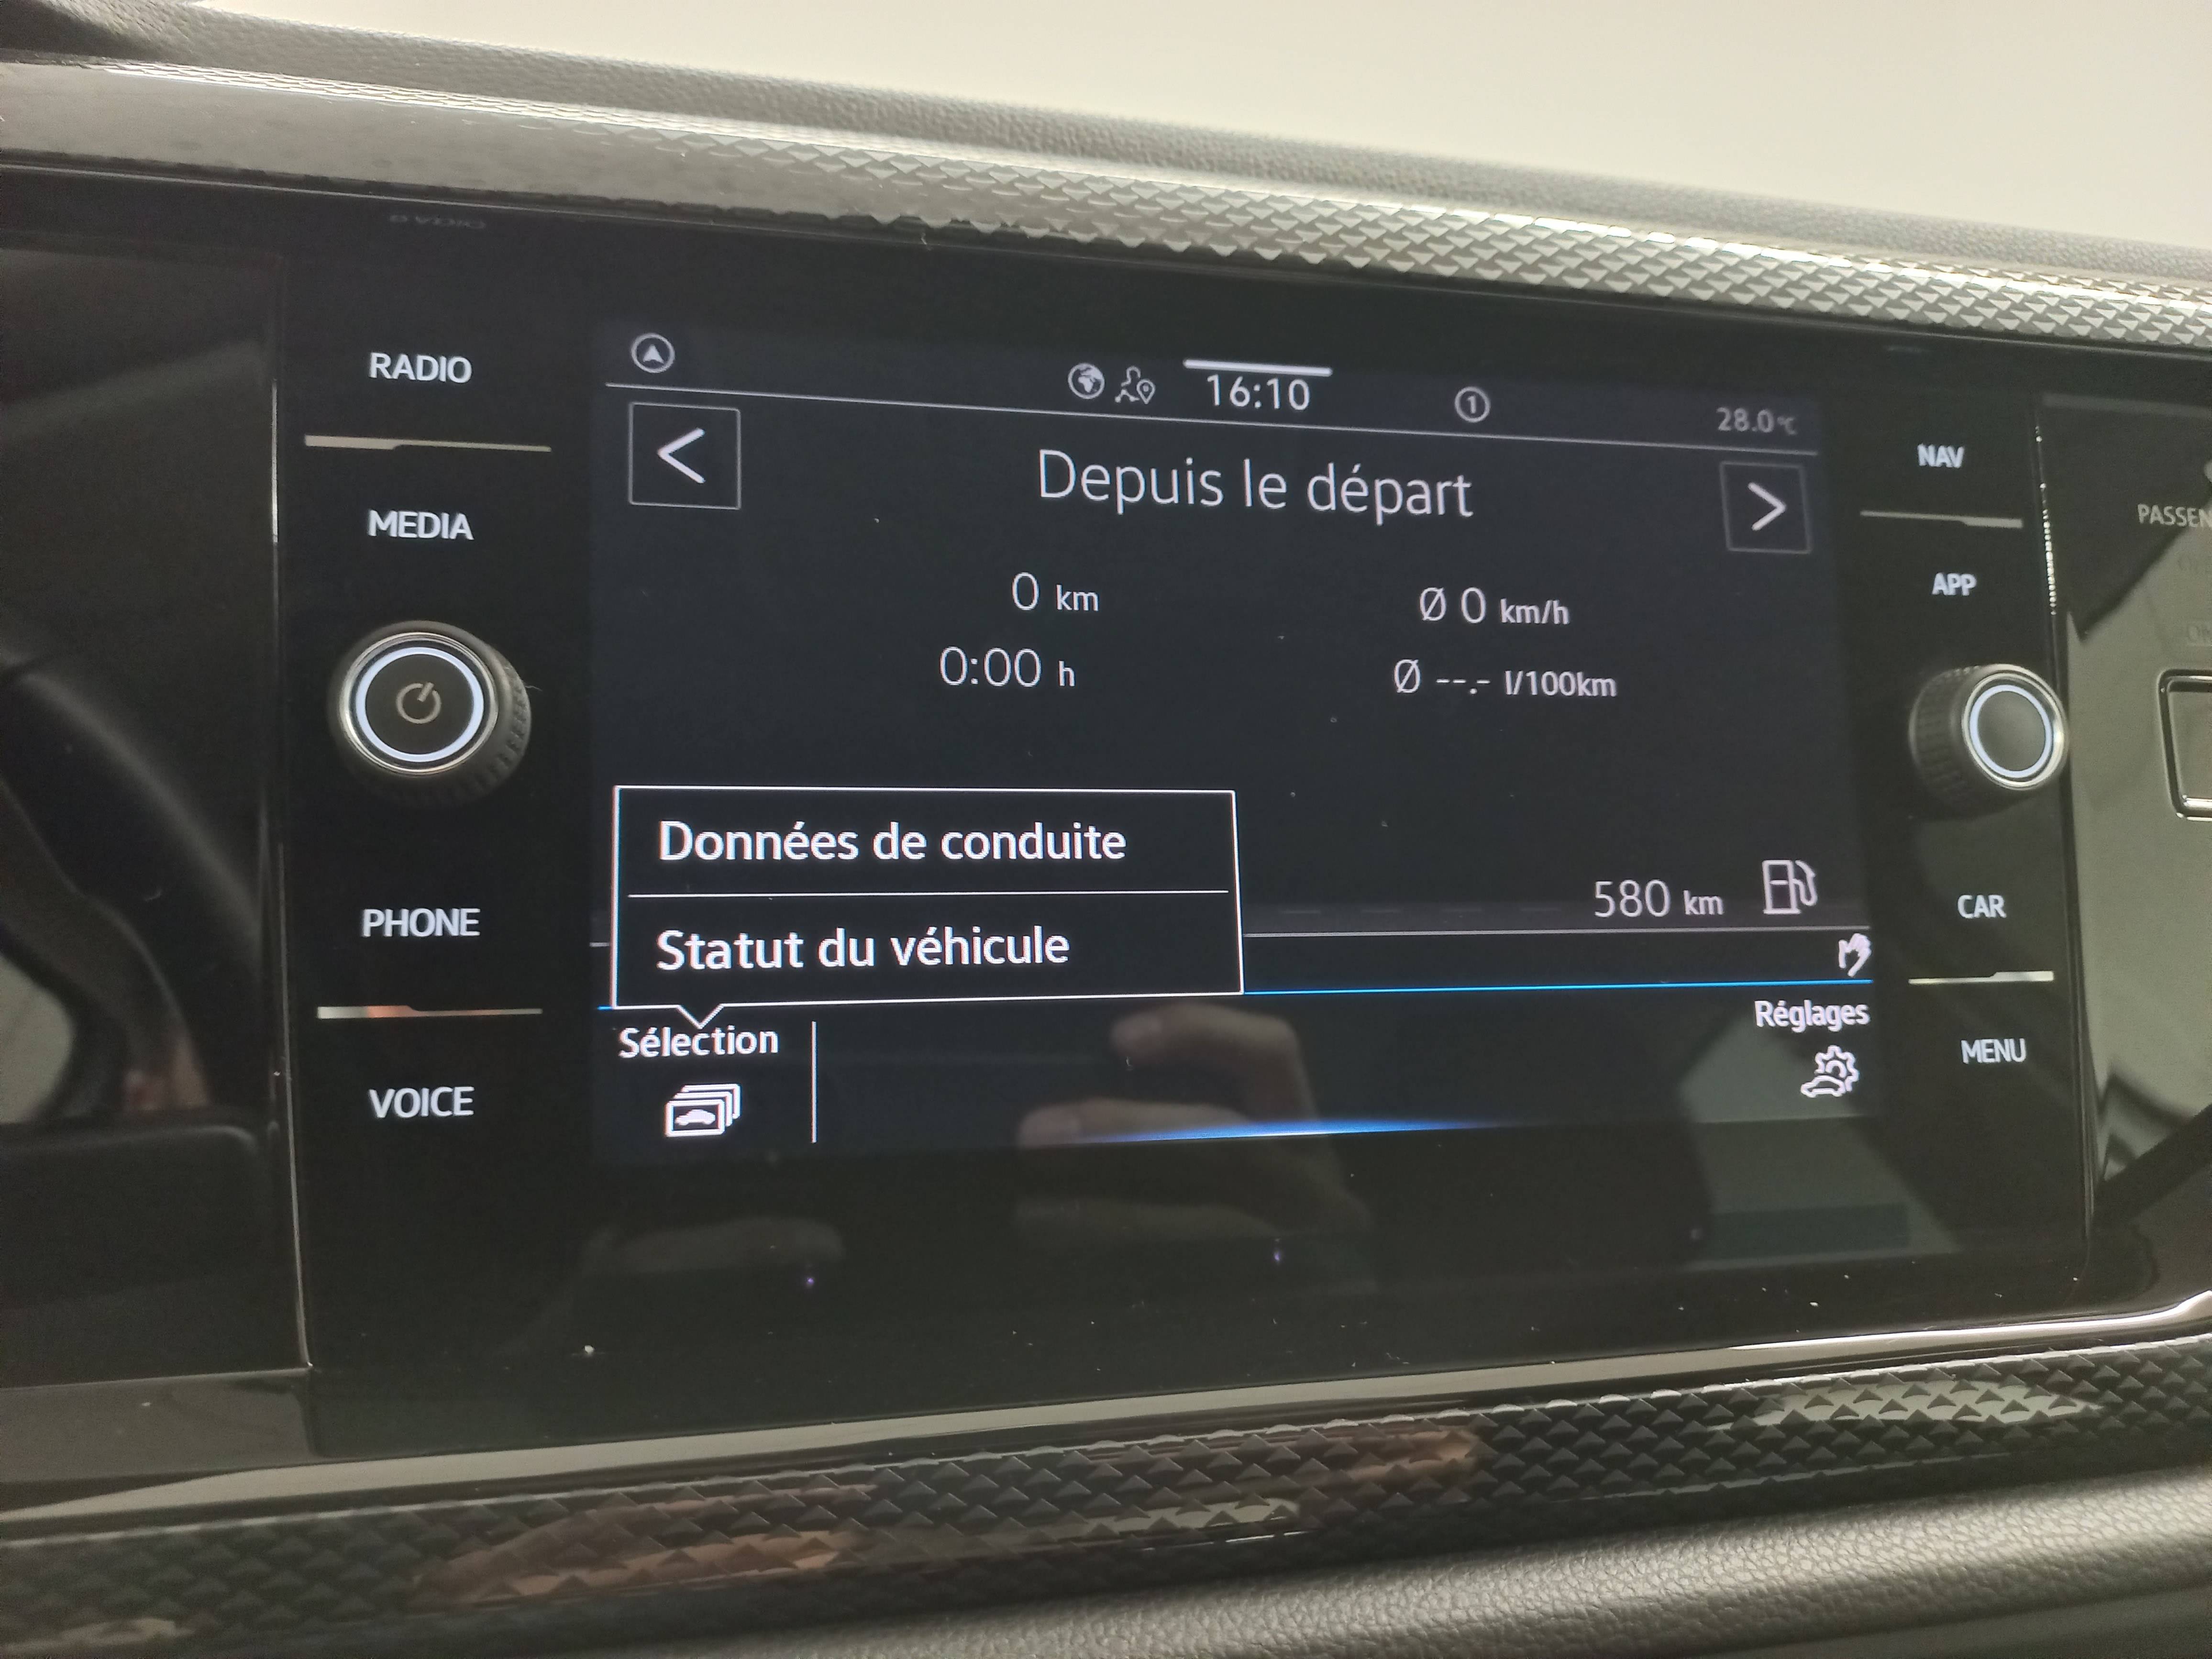 RADIO
MEDIA
PHONE
VOICE
16:10
1
28.0°C
<
Depuis le départ
>
0 km
Ø 0 km/h
0:00 h
Ø --.- l/100km
Données de conduite
Statut du véhicule
580 km
Sélection
Réglages
NAV
APP
CAR
MENU
PASSEN